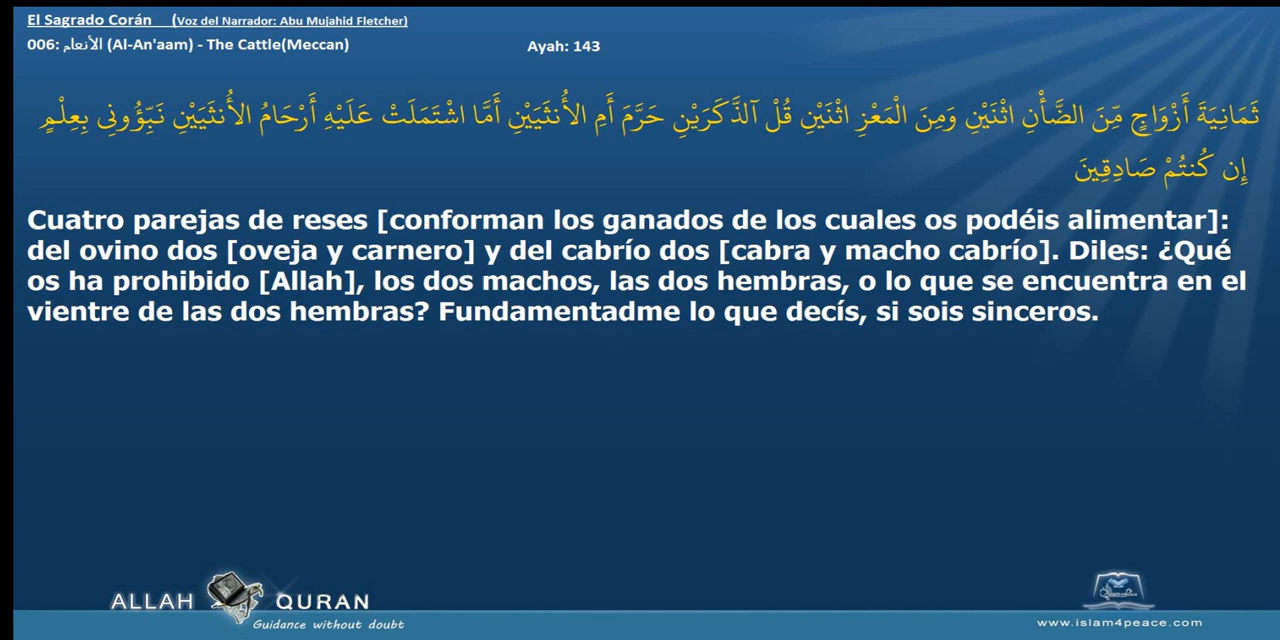 El Sagrado Corán (Voz del Narrador: Abu Mujahid Fletcher)
006: الأنعام (Al-An'aam) - The Cattle(Meccan) Ayah: 143
ثَمَانِيَةَ أَزْوَاجٍ مِّنَ الضَّأْنِ اثْنَيْنِ وَمِنَ الْمَعْزِ اثْنَيْنِ قُلْ آلذَّكَرَيْنِ حَرَّمَ أَمِ الأُنثَيَيْنِ أَمَّا اشْتَمَلَتْ عَلَيْهِ أَرْحَامُ الأُنثَيَيْنِ نَبِّؤُونِى بِعِلْمٍ
إِن كُنتُمْ صَادِقِينَ
Cuatro parejas de reses [conforman los ganados de los cuales os podéis alimentar]:
del ovino dos [oveja y carnero] y del cabrío dos [cabra y macho cabrío]. Diles: ¿Qué
os ha prohibido [Allah], los dos machos, las dos hembras, o lo que se encuentra en el
vientre de las dos hembras? Fundamentadme lo que decís, si sois sinceros.
ALLAH QURAN
Guidance without doubt
www.islam4peace.com